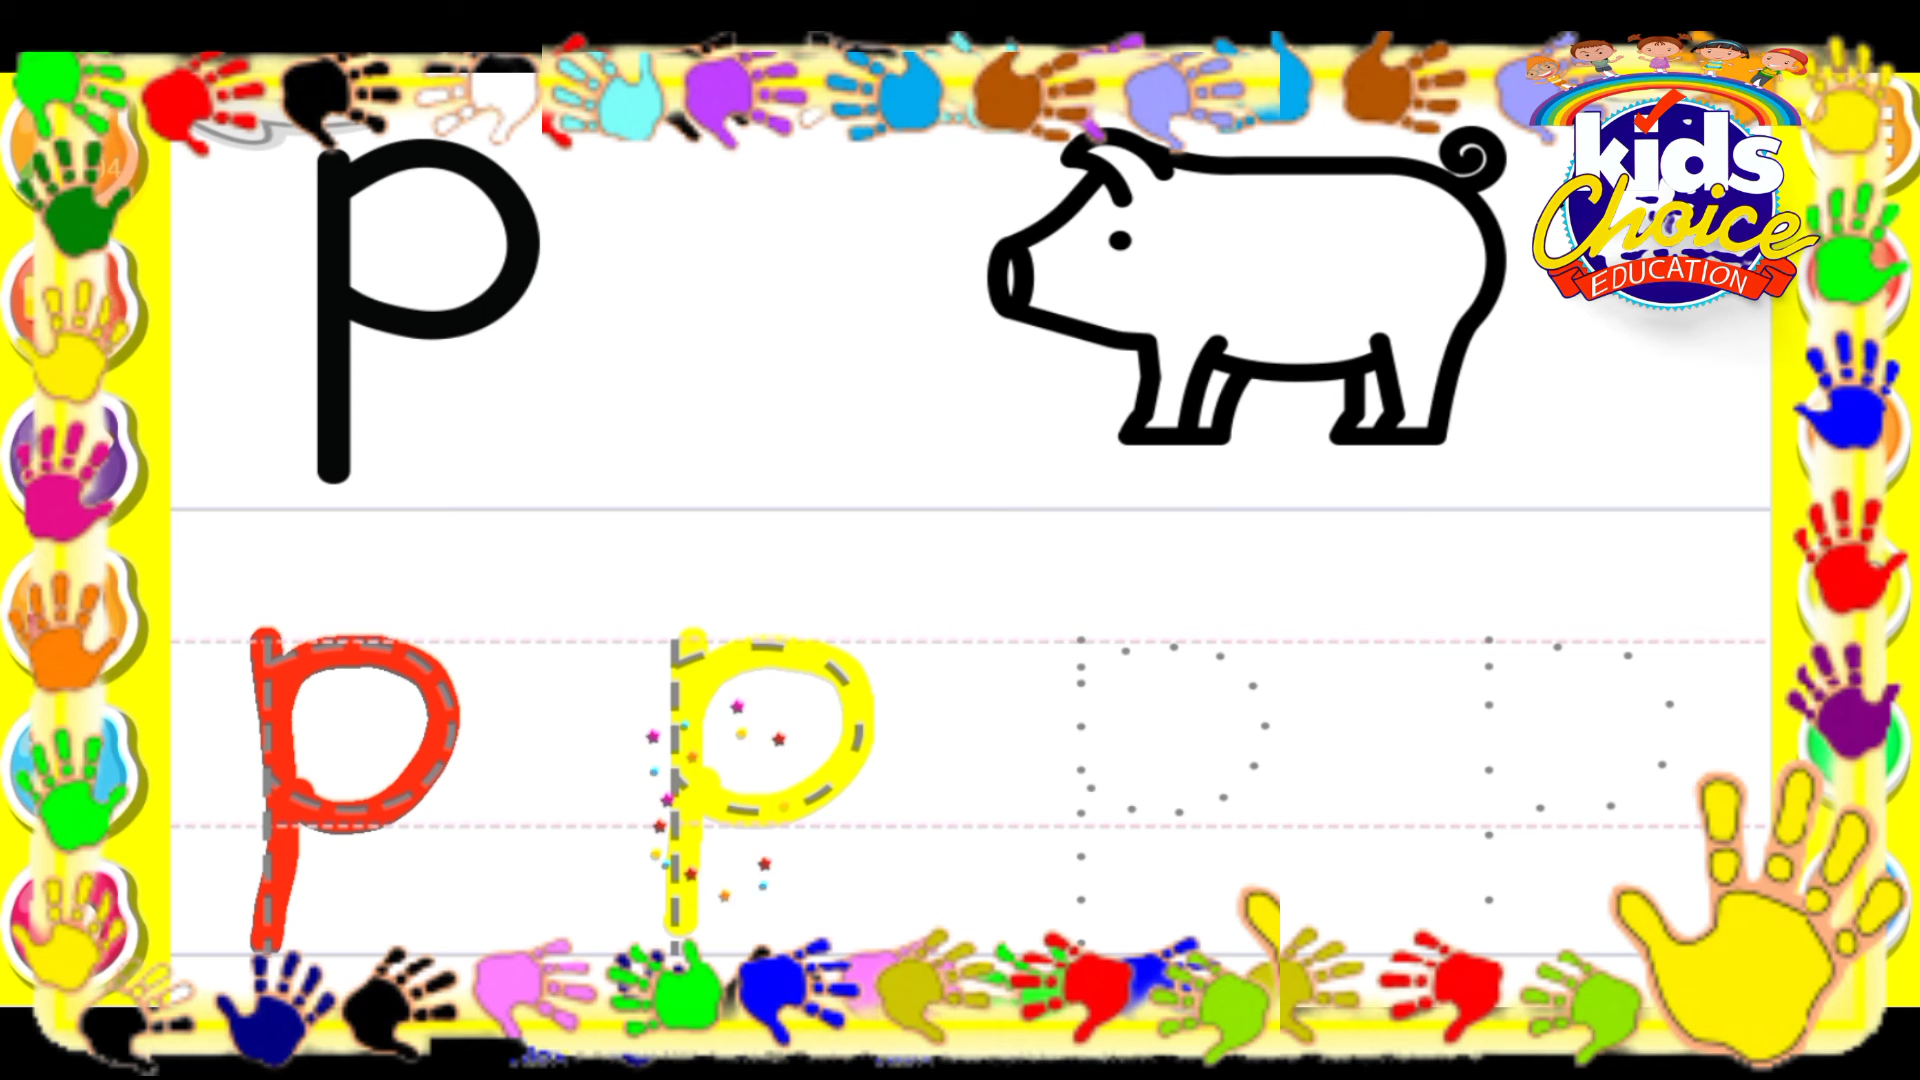 p
kids
Choice
EDUCATION
p p p p